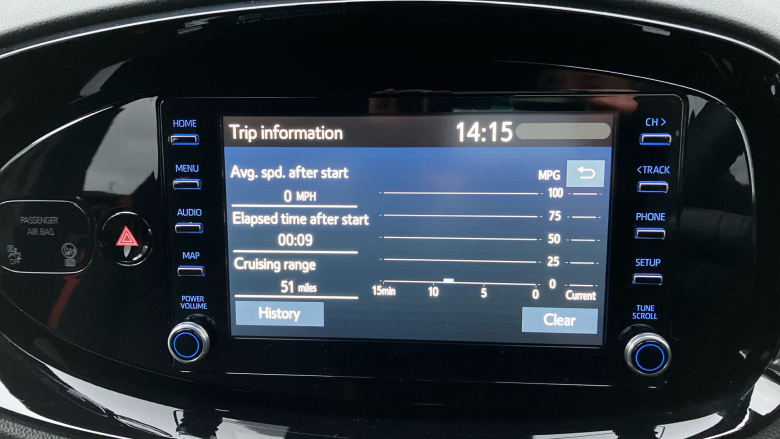 HOME
MENU
AUDIO
MAP
POWER
VOLUME
PASSENGER
AIR BAG
Trip information 14:15
Avg. spd. after start
0 MPH
Elapsed time after start
00:09
Cruising range
51 miles
History
MPG
100
75
50
25
0
15min 10 5 0 Current
Clear
CH >
< TRACK
PHONE
SETUP
TUNE
SCROLL